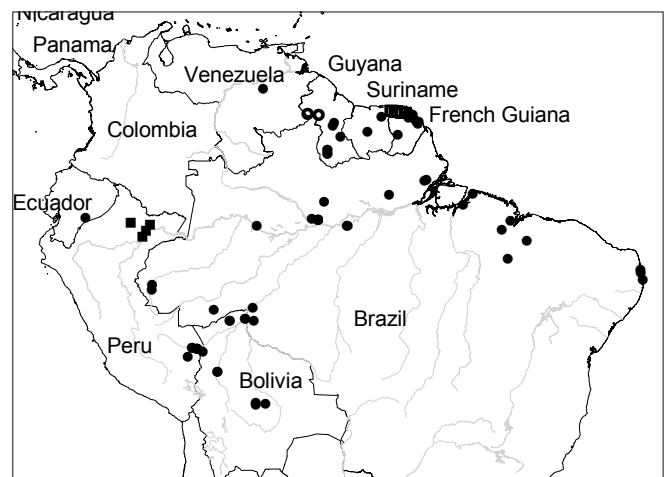 Nicaragua
Panama
Venezuela
Guyana
Suriname
French Guiana
Colombia
Ecuador
Brazil
Peru
Bolivia